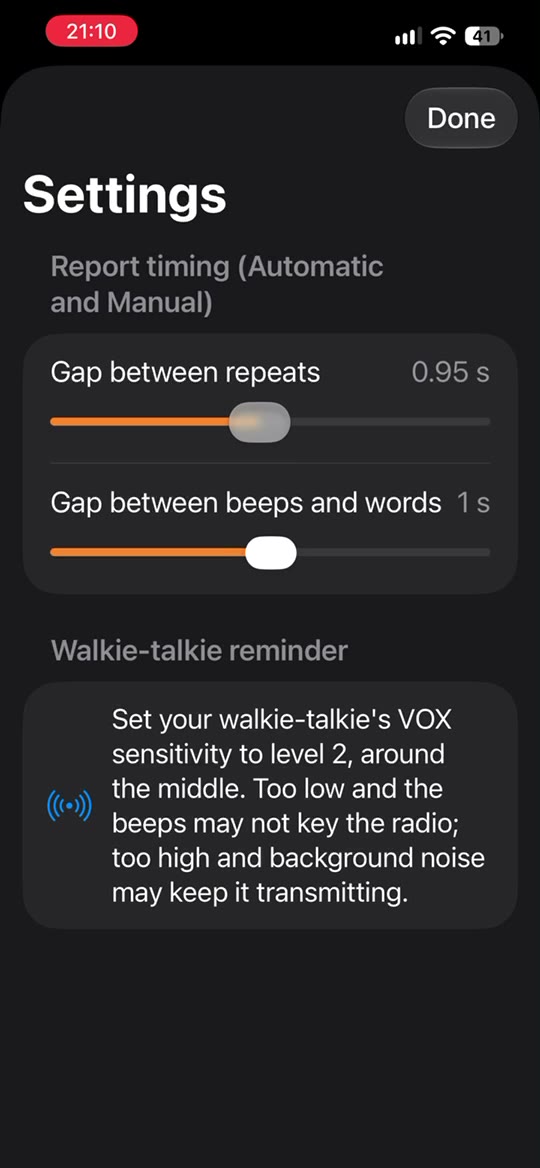 21:10
41
Done
Settings
Report timing (Automatic
and Manual)
Gap between repeats 0.95 s
Gap between beeps and words 1 s
Walkie-talkie reminder
Set your walkie-talkie's VOX
sensitivity to level 2, around
the middle. Too low and the
beeps may not key the radio;
too high and background noise
may keep it transmitting.